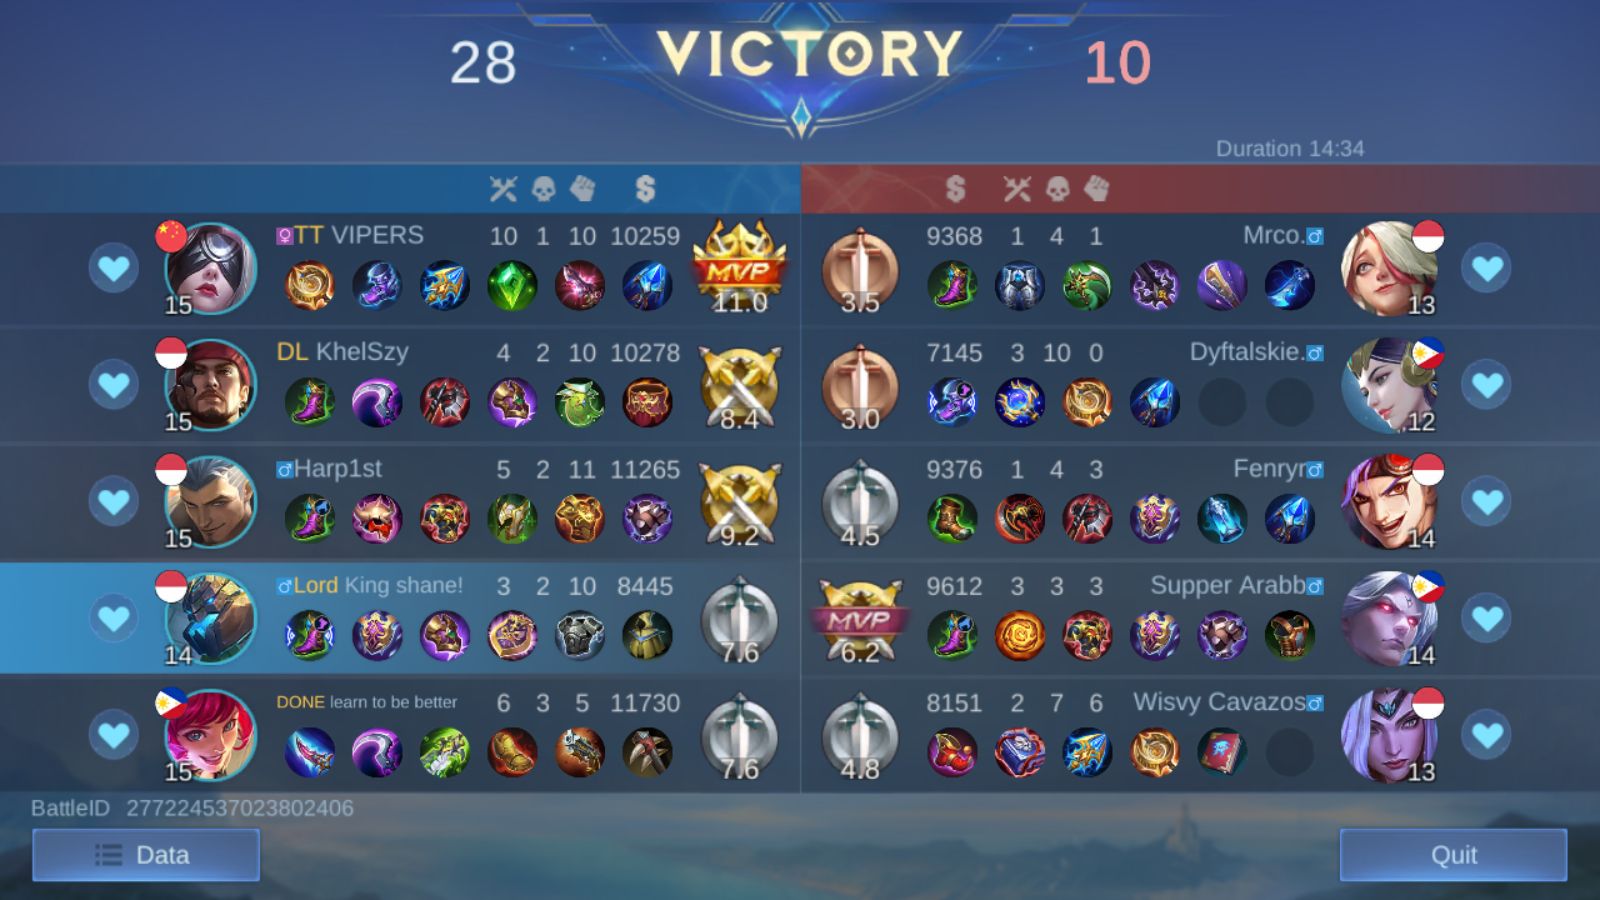 28 VICTORY 10
Duration 14:34
15 TT VIPERS 10 1 10 10259 MVP 11.0
3.5 9368 1 4 1 Mrco. 13
15 DL KhelSzy 4 2 10 10278 8.4
3.0 7145 3 10 0 Dyftalskie. 12
15 Harp1st 5 2 11 11265 9.2
4.5 9376 1 4 3 Fenryr 14
14 Lord King shane! 3 2 10 8445 7.6
MVP 6.2 9612 3 3 3 Supper Arabb 14
15 DONE learn to be better 6 3 5 11730 7.6
4.8 8151 2 7 6 Wisvy Cavazos 13
BattleID 277224537023802406
Data
Quit